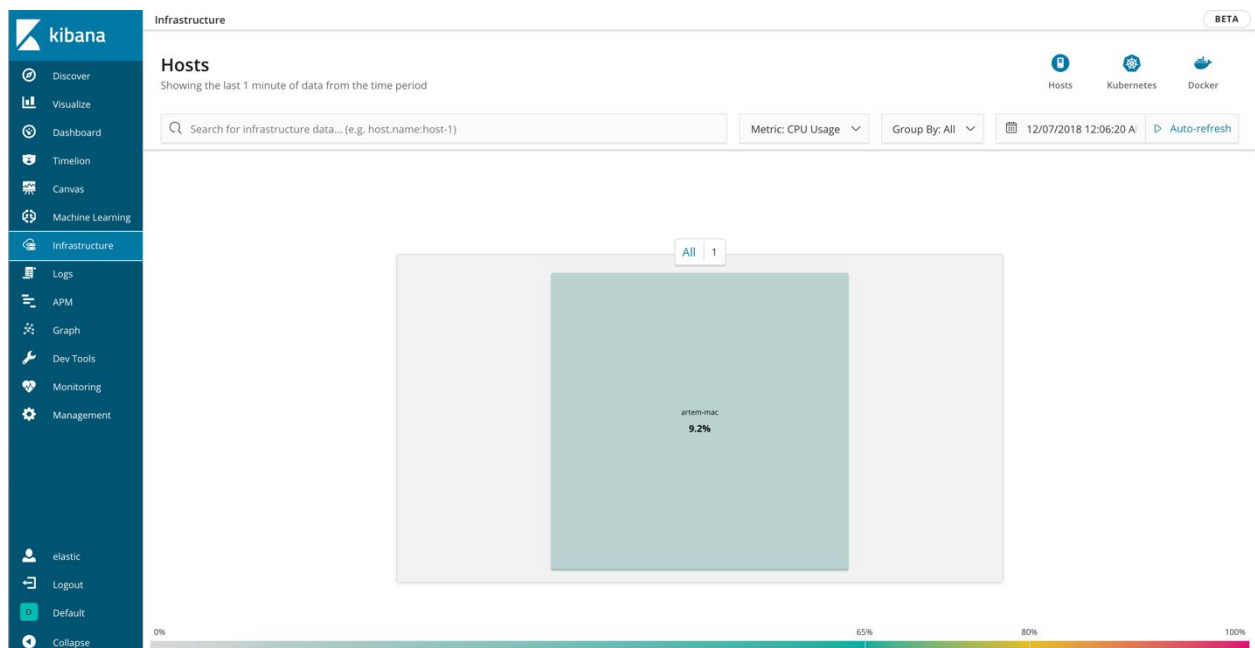 kibana
Discover
Visualize
Dashboard
Timelion
Canvas
Machine Learning
Infrastructure
Logs
APM
Graph
Dev Tools
Monitoring
Management
elastic
Logout
D
Default
Collapse
Infrastructure
BETA
Hosts
Showing the last 1 minute of data from the time period
Hosts
Kubernetes
Docker
Search for infrastructure data... (e.g. host.name:host-1)
Metric: CPU Usage
Group By: All
12/07/2018 12:06:20 A
Auto-refresh
All 1
artem-mac
9.2%
0% 65% 80% 100%